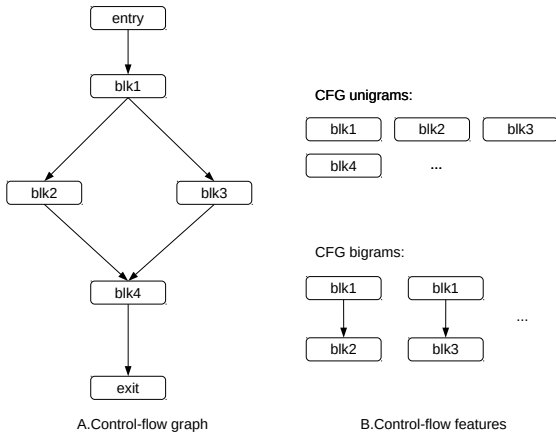 entry
blk1
blk2
blk3
blk4
exit
A.Control-flow graph
CFG unigrams:
blk1 blk2 blk3
blk4 ...
CFG bigrams:
blk1 blk1
...
blk2 blk3
B.Control-flow features